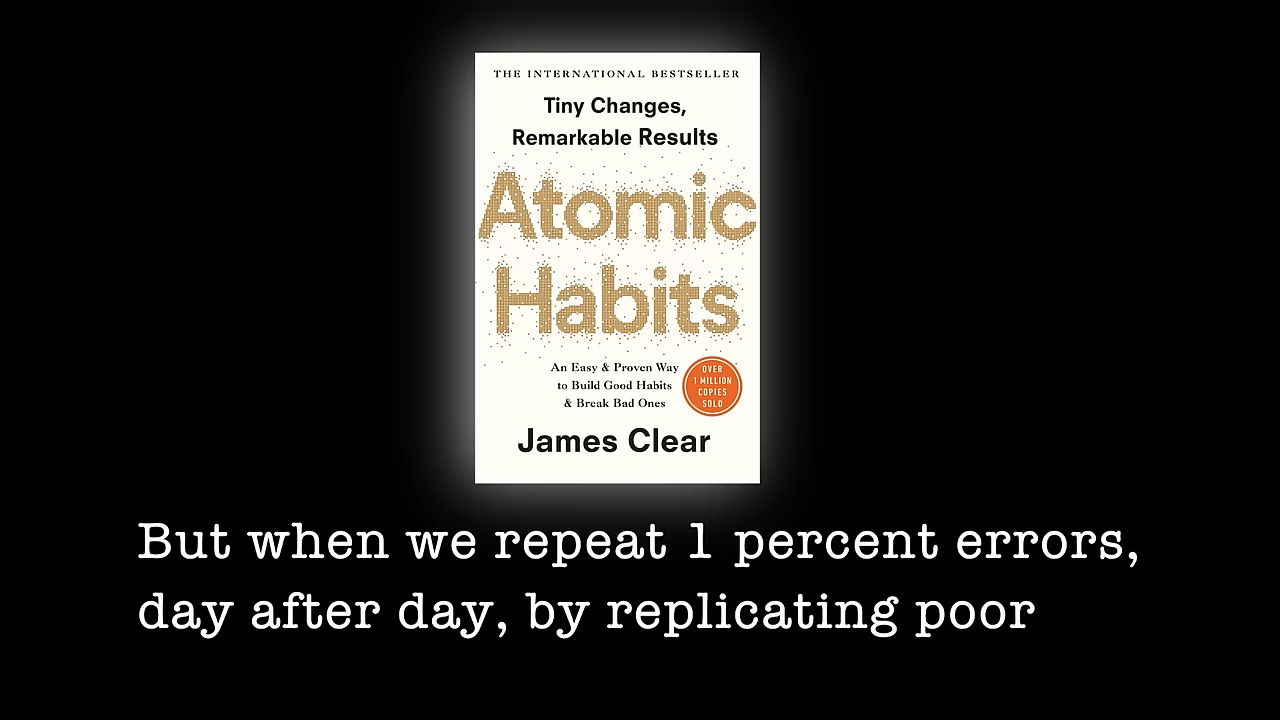 THE INTERNATIONAL BESTSELLER
Tiny Changes,
Remarkable Results
Atomic
Habits
An Easy & Proven Way
to Build Good Habits
& Break Bad Ones
OVER
1 MILLION
COPIES
SOLD
James Clear
But when we repeat 1 percent errors,
day after day, by replicating poor